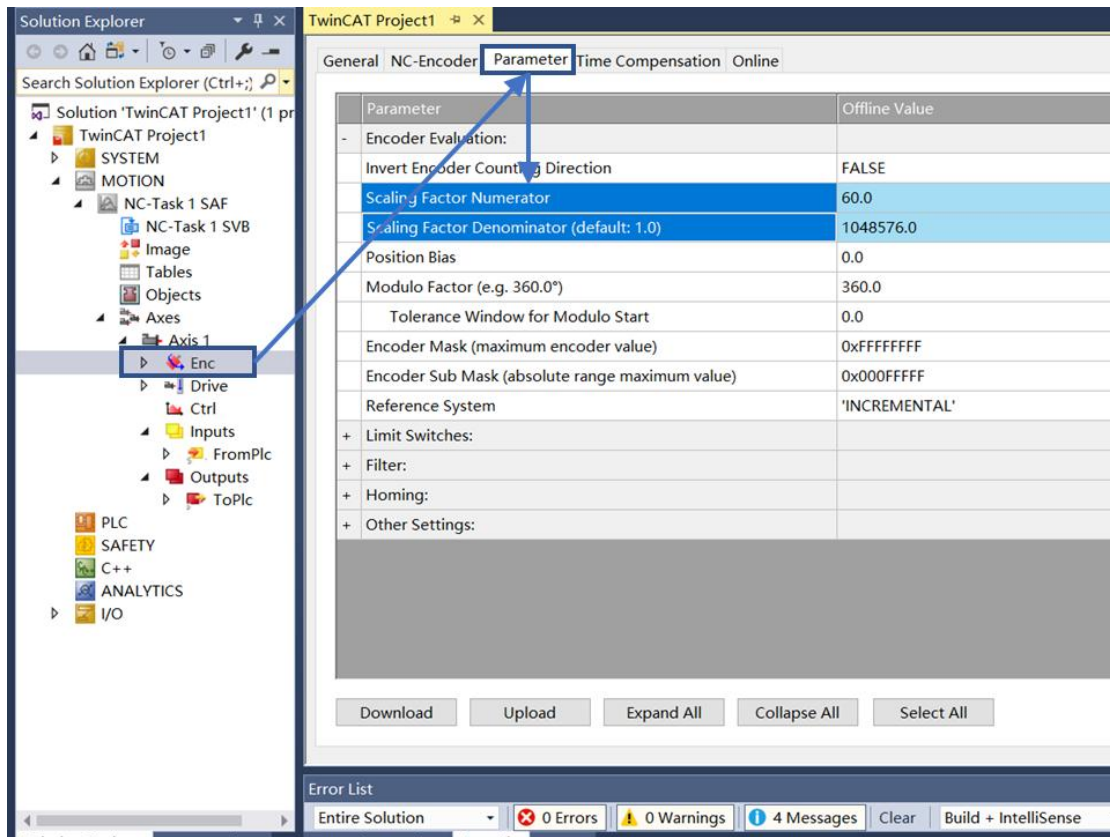 Solution Explorer
Search Solution Explorer (Ctrl+;)
Solution 'TwinCAT Project1' (1 pr
TwinCAT Project1
SYSTEM
MOTION
NC-Task 1 SAF
NC-Task 1 SVB
Image
Tables
Objects
Axes
Axis 1
Enc
Drive
Ctrl
Inputs
FromPlc
Outputs
ToPlc
PLC
SAFETY
C++
ANALYTICS
I/O
TwinCAT Project1
General NC-Encoder Parameter Time Compensation Online
Parameter Offline Value
- Encoder Evaluation:
Invert Encoder Counting Direction FALSE
Scaling Factor Numerator 60.0
Scaling Factor Denominator (default: 1.0) 1048576.0
Position Bias 0.0
Modulo Factor (e.g. 360.0°) 360.0
Tolerance Window for Modulo Start 0.0
Encoder Mask (maximum encoder value) 0xFFFFFFFF
Encoder Sub Mask (absolute range maximum value) 0x000FFFFF
Reference System 'INCREMENTAL'
+ Limit Switches:
+ Filter:
+ Homing:
+ Other Settings:
Download Upload Expand All Collapse All Select All
Error List
Entire Solution 0 Errors 0 Warnings 4 Messages Clear Build + IntelliSense